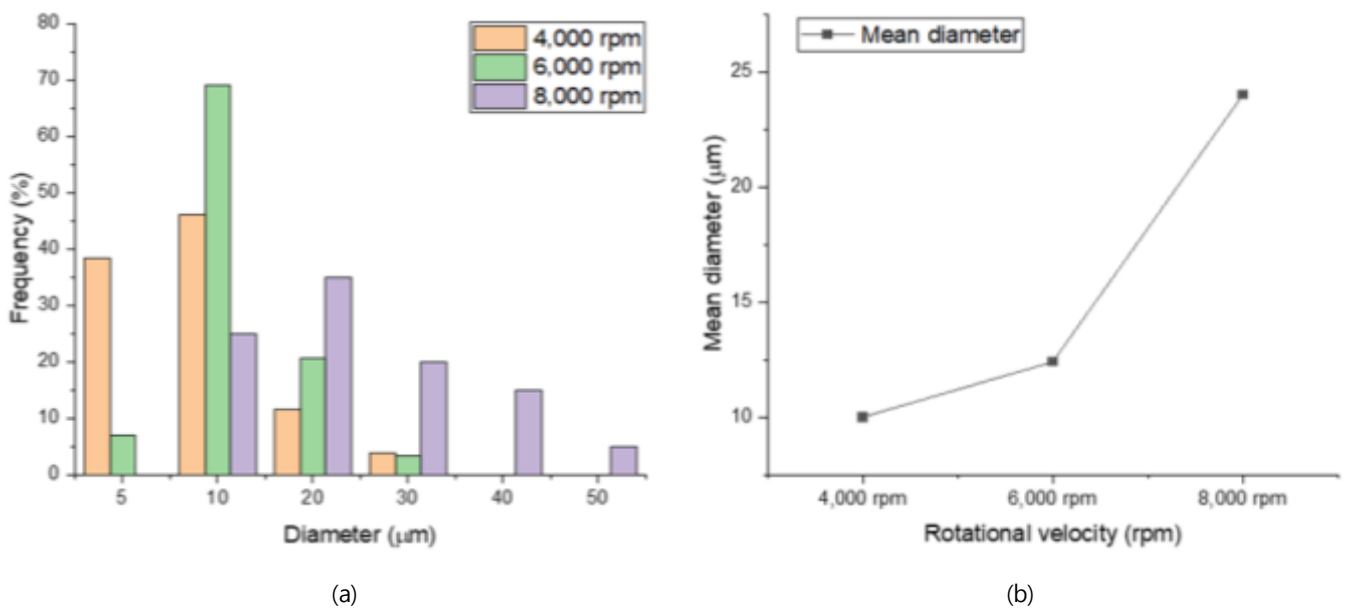 80
70
60
50
40
30
20
10
0
Frequency (%)
4,000 rpm
6,000 rpm
8,000 rpm
5 10 20 30 40 50
Diameter (μm)
(a)
Mean diameter
25
20
15
10
Mean diameter (μm)
4,000 rpm 6,000 rpm 8,000 rpm
Rotational velocity (rpm)
(b)